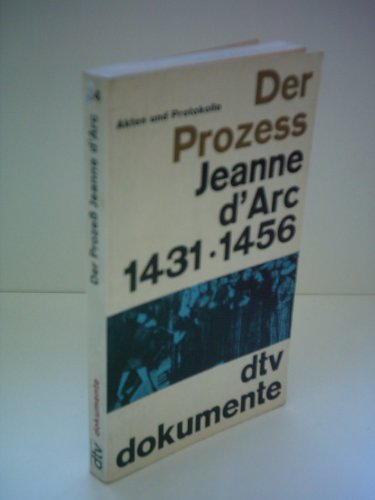 Akten und Protokolle
Der
Prozess
Jeanne
d'Arc
1431·1456
dtv
dokumente
Der Prozeß Jeanne d'Arc
dtv dokumente